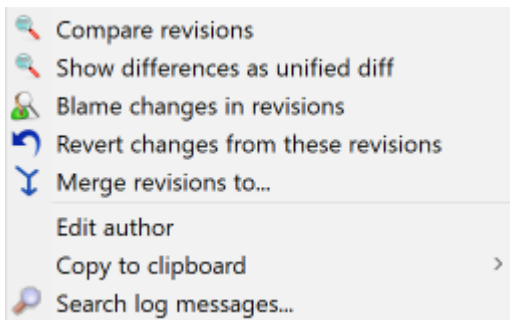 Compare revisions
Show differences as unified diff
Blame changes in revisions
Revert changes from these revisions
Merge revisions to...
Edit author
Copy to clipboard
Search log messages...